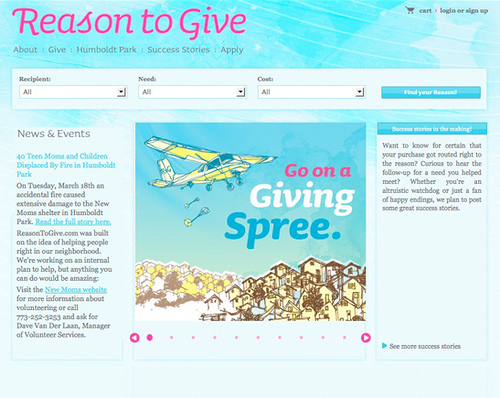 Reason to Give
cart | login or sign up
About | Give | Humboldt Park | Success Stories | Apply
Recipient:
Need:
Cost:
All
All
All
Find your Reason!
News & Events
40 Teen Moms and Children
Displaced By Fire in Humboldt
Park
On Tuesday, March 18th an
accidental fire caused
extensive damage to the New
Moms shelter in Humboldt
Park. Read the full story here.
ReasonToGive.com was built
on the idea of helping people
right in our neighborhood.
We're working on an internal
plan to help, but anything you
can do would be amazing:
Visit the New Moms website
for more information about
volunteering or call
773-252-3253 and ask for
Dave Van Der Laan, Manager
of Volunteer Services.
Go on a
Giving
Spree.
Success stories in the making!
Want to know for certain that
your purchase got routed right to
the reason? Curious to hear the
follow-up for a need you helped
meet? Whether you're an
altruistic watchdog or just a fan
of happy endings, we plan to post
some great success stories.
See more success stories